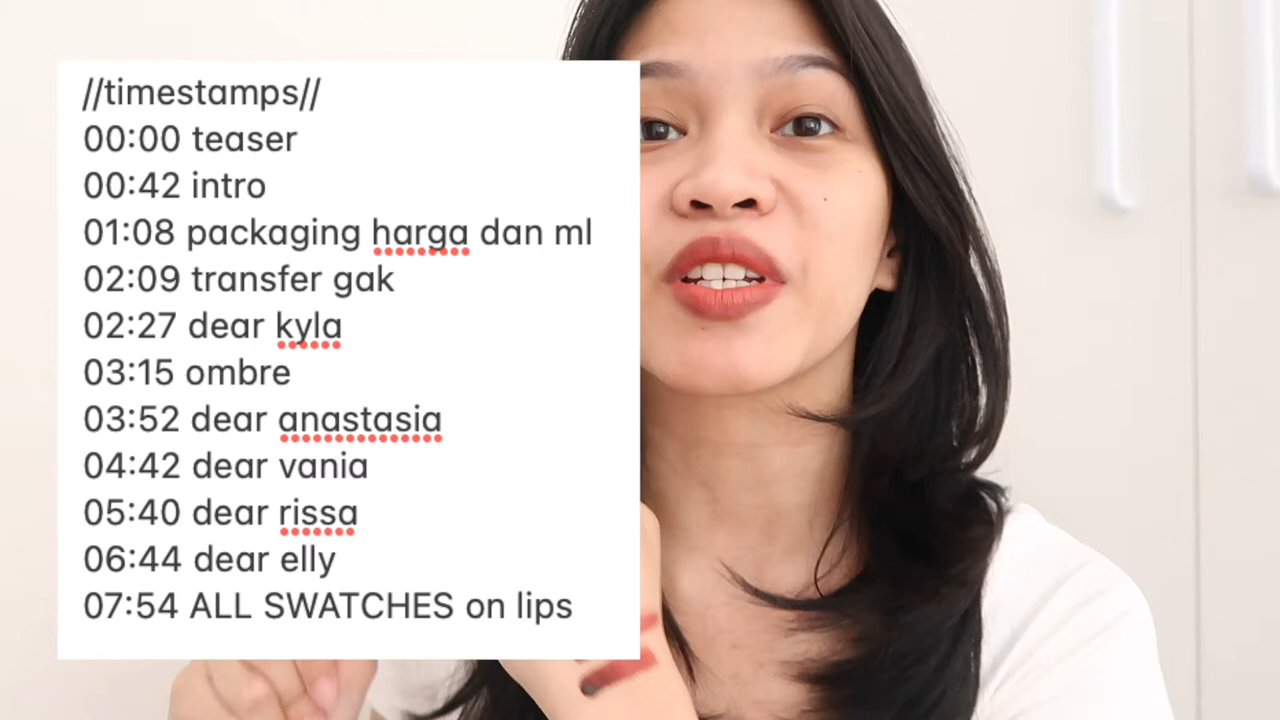 //timestamps//
00:00 teaser
00:42 intro
01:08 packaging harga dan ml
02:09 transfer gak
02:27 dear kyla
03:15 ombre
03:52 dear anastasia
04:42 dear vania
05:40 dear rissa
06:44 dear elly
07:54 ALL SWATCHES on lips